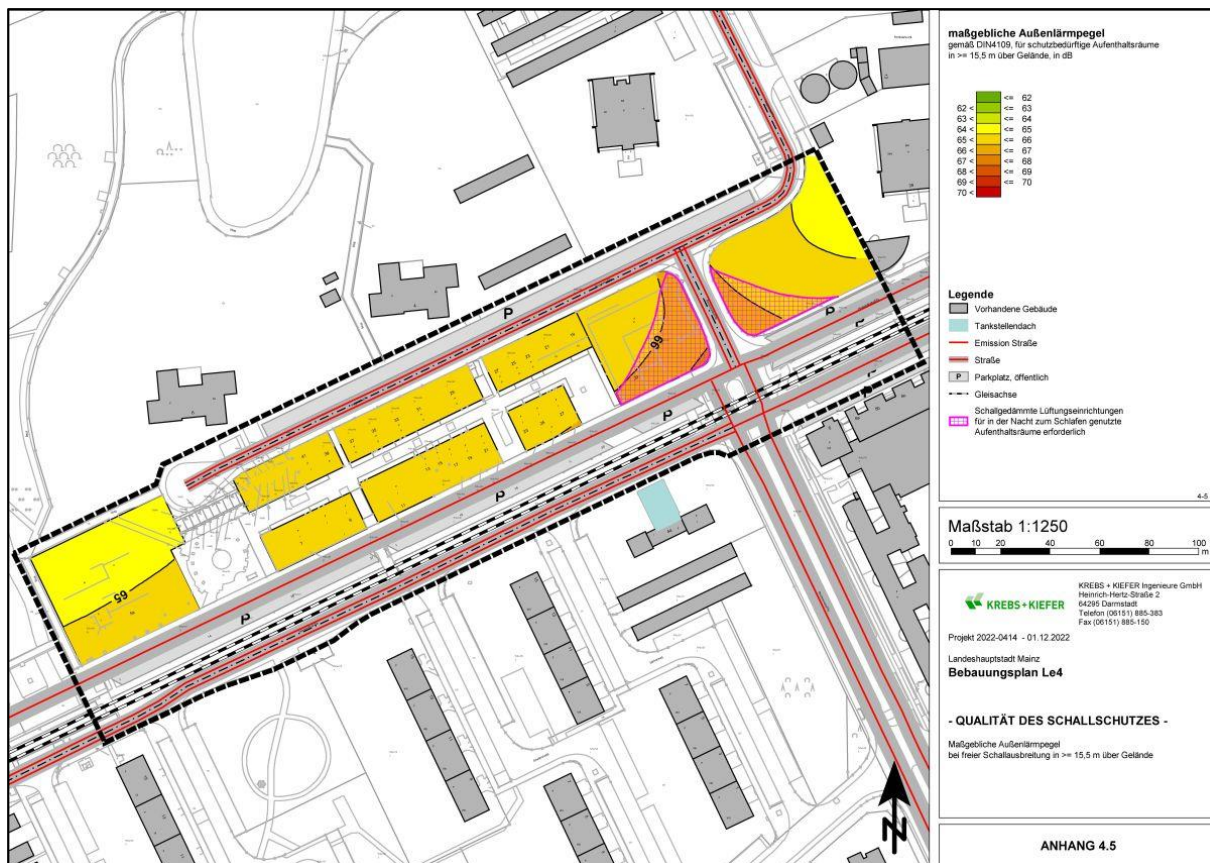 maßgebliche Außenlärmpegel
gemäß DIN4109, für schutzbedürftige Aufenthaltsräume
in >= 15,5 m über Gelände, in dB
<= 62
62 < <= 63
63 < <= 64
64 < <= 65
65 < <= 66
66 < <= 67
67 < <= 68
68 < <= 69
69 < <= 70
70 <
Legende
Vorhandene Gebäude
Tankstellendach
Emission Straße
Straße
P Parkplatz, öffentlich
Gleisachse
Schallgedämmte Lüftungseinrichtungen
für in der Nacht zum Schlafen genutzte
Aufenthaltsräume erforderlich
4-5
Maßstab 1:1250
0 10 20 40 60 80 100
m
KREBS+KIEFER
KREBS + KIEFER Ingenieure GmbH
Heinrich-Hertz-Straße 2
64295 Darmstadt
Telefon (06151) 885-383
Fax (06151) 885-150
Projekt 2022-0414 - 01.12.2022
Landeshauptstadt Mainz
Bebauungsplan Le4
- QUALITÄT DES SCHALLSCHUTZES -
Maßgebliche Außenlärmpegel
bei freier Schallausbreitung in >= 15,5 m über Gelände
N
ANHANG 4.5
P
66
P
P
P
P
P
65
P